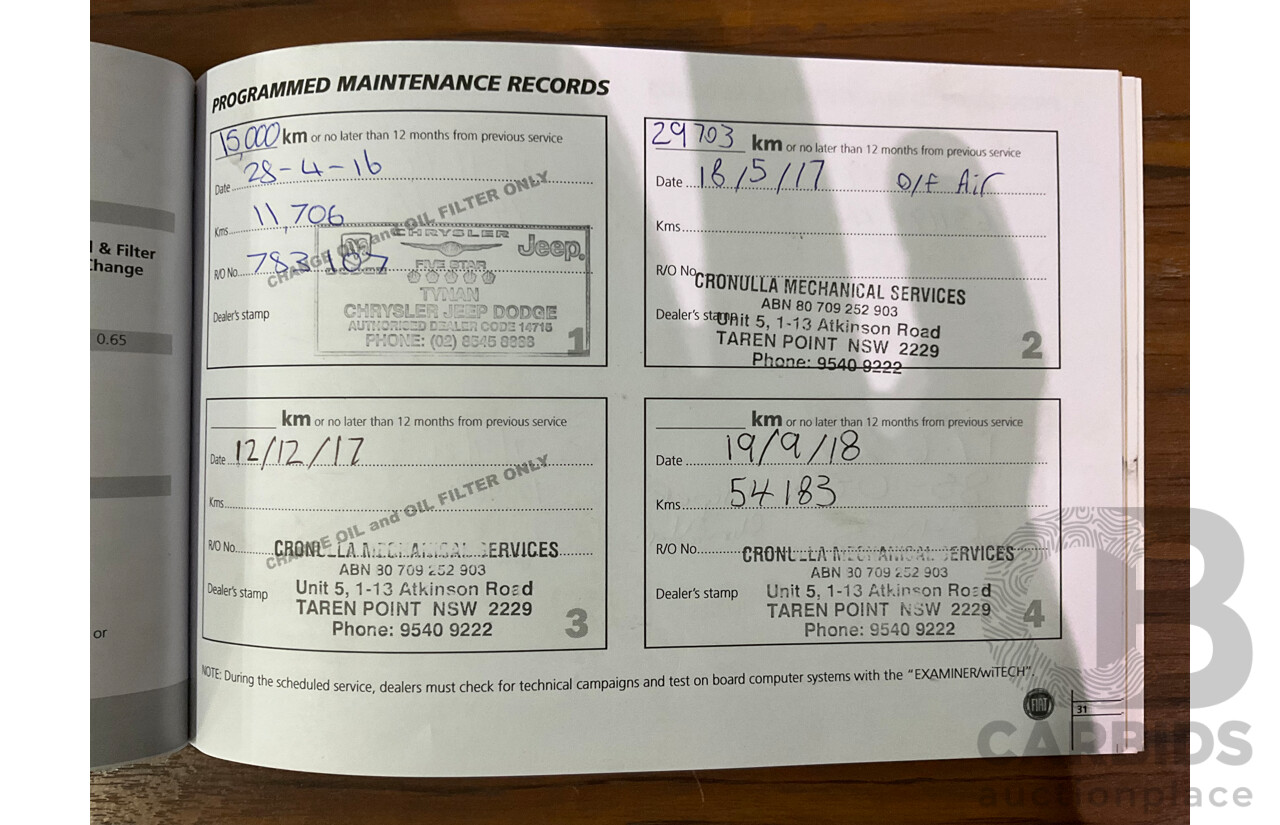 l & Filter
Change
0.65
or
PROGRAMMED MAINTENANCE RECORDS
15,000 km or no later than 12 months from previous service
Date 28-4-16
Kms 11,706
R/O No. 783
Dealer's stamp
CHANGE OIL and OIL FILTER ONLY
CHRYSLER
Jeep
FIVE STAR
TYNAN
CHRYSLER JEEP DODGE
AUTHORISED DEALER CODE 14715
PHONE: (02) 8545 8888
1
29 703 km or no later than 12 months from previous service
Date 18/5/17 O/F Air
Kms
R/O No
Dealer's stamp
CRONULLA MECHANICAL SERVICES
ABN 80 709 252 903
Unit 5, 1-13 Atkinson Road
TAREN POINT NSW 2229
Phone: 9540 9222
2
km or no later than 12 months from previous service
Date 12/12/17
Kms
R/O No
Dealer's stamp
CHANGE OIL and OIL FILTER ONLY
CRONULLA MECHANICAL SERVICES
ABN 80 709 252 903
Unit 5, 1-13 Atkinson Road
TAREN POINT NSW 2229
Phone: 9540 9222
3
km or no later than 12 months from previous service
Date 19/9/18
Kms 54183
R/O No
Dealer's stamp
CRONULLA MECHANICAL SERVICES
ABN 80 709 252 903
Unit 5, 1-13 Atkinson Road
TAREN POINT NSW 2229
Phone: 9540 9222
4
NOTE: During the scheduled service, dealers must check for technical campaigns and test on board computer systems with the "EXAMINER/wiTECH".
FIAT
31
B
CARBIDS
auctionplace